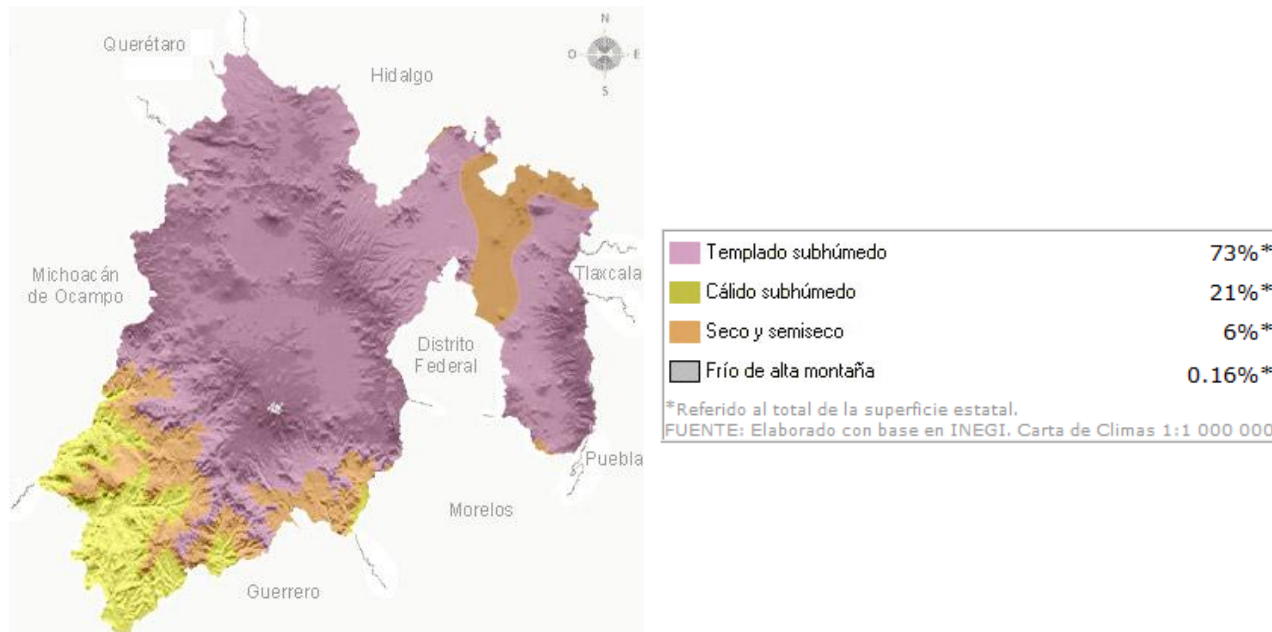 N
O
E
S
Querétaro
Hidalgo
Michoacán
de Ocampo
Tlaxcala
Distrito
Federal
Puebla
Morelos
Guerrero
Templado subhúmedo 73%*
Cálido subhúmedo 21%*
Seco y semiseco 6%*
Frío de alta montaña 0.16%*
*Referido al total de la superficie estatal.
FUENTE: Elaborado con base en INEGI. Carta de Climas 1:1 000 000